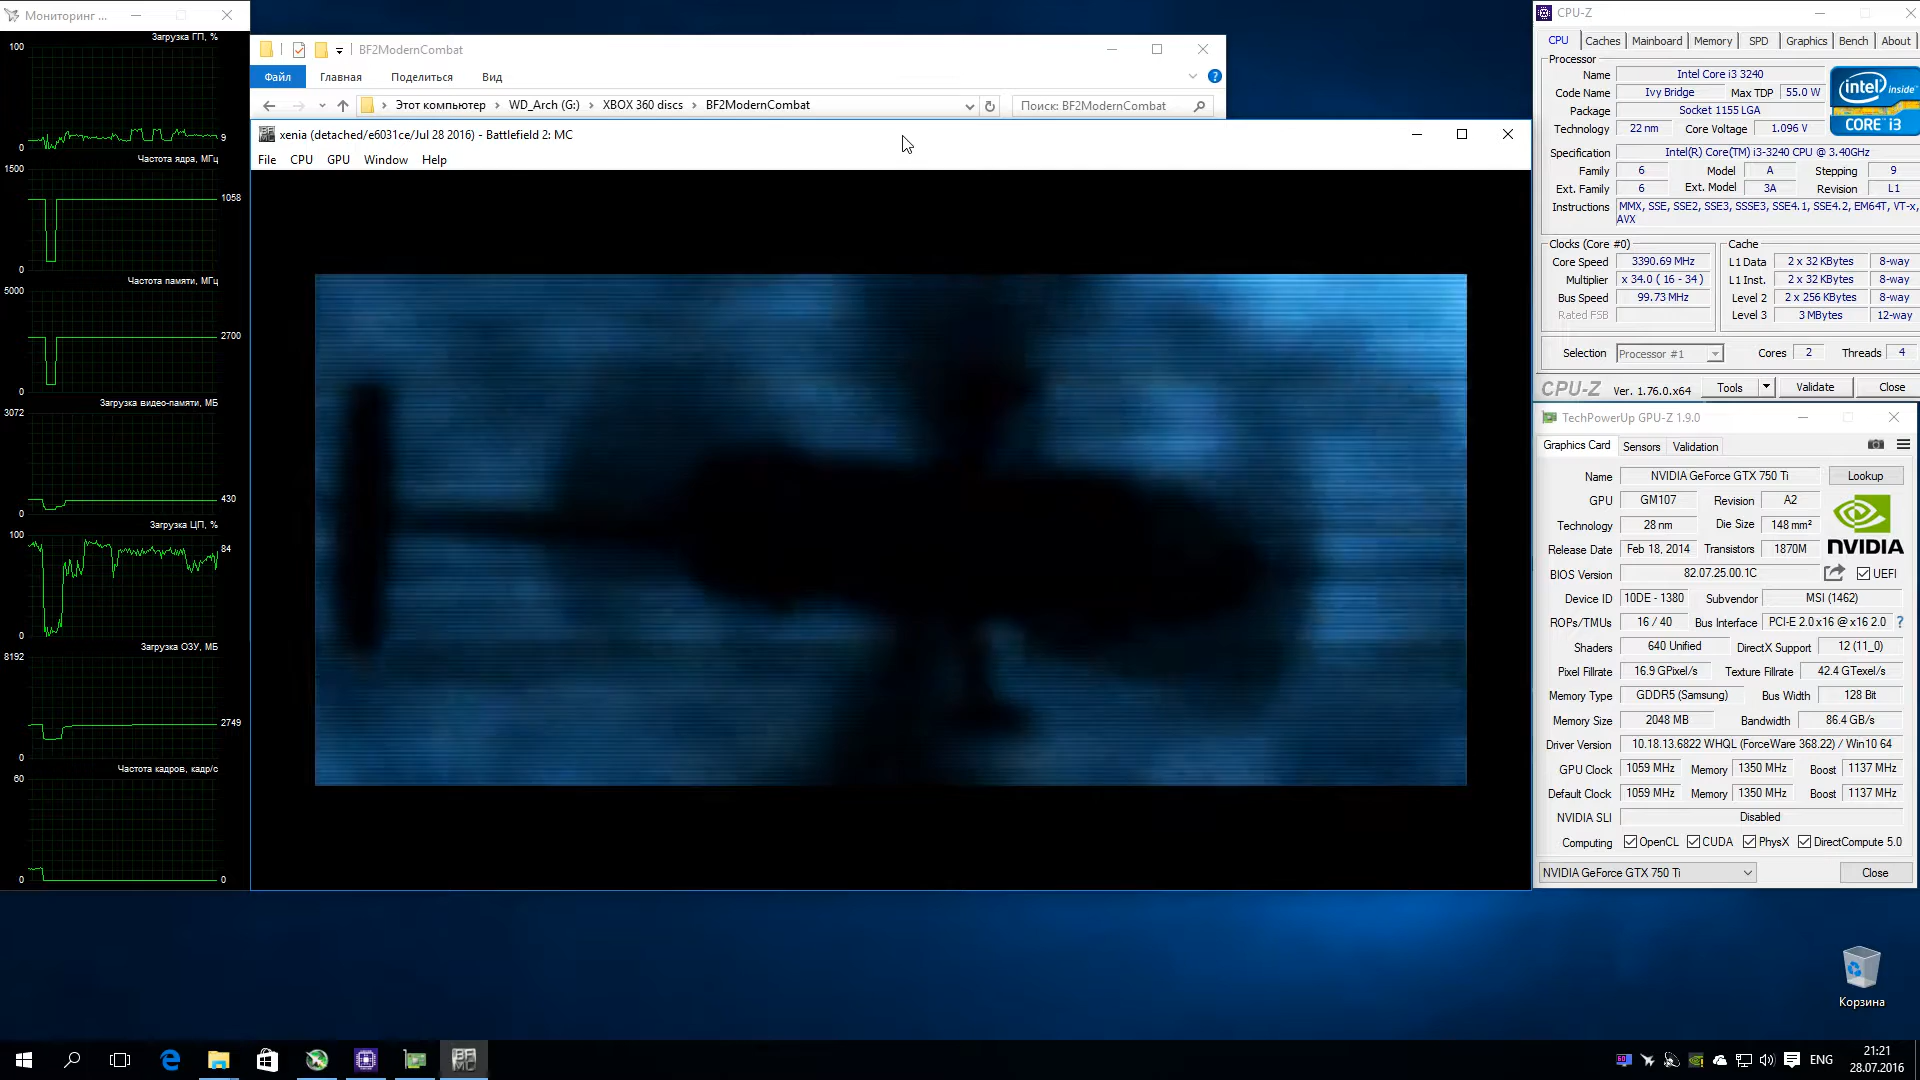 Мониторинг ...
Загрузка ГП, %
100
9
0
Частота ядра, МГц
1500
1058
0
Частота памяти, МГц
5000
2700
0
Загрузка видео-памяти, МБ
3072
430
0
Загрузка ЦП, %
100
84
0
Загрузка ОЗУ, МБ
8192
2749
0
Частота кадров, кадр/с
60
0 0
BF2ModernCombat
Файл Главная Поделиться Вид
Этот компьютер WD_Arch (G:) XBOX 360 discs BF2ModernCombat
Поиск: BF2ModernCombat
xenia (detached/e6031ce/Jul 28 2016) - Battlefield 2: MC
File CPU GPU Window Help
CPU-Z
CPU Caches Mainboard Memory SPD Graphics Bench About
Processor
Name Intel Core i3 3240
Code Name Ivy Bridge Max TDP 55.0 W
Package Socket 1155 LGA
Technology 22 nm Core Voltage 1.096 V
intel inside™
CORE i3
Specification Intel(R) Core(TM) i3-3240 CPU @ 3.40GHz
Family 6 Model A Stepping 9
Ext. Family 6 Ext. Model 3A Revision L1
Instructions MMX, SSE, SSE2, SSE3, SSSE3, SSE4.1, SSE4.2, EM64T, VT-x,
AVX
Clocks (Core #0)
Core Speed 3390.69 MHz
Multiplier x 34.0 ( 16 - 34 )
Bus Speed 99.73 MHz
Rated FSB
Cache
L1 Data 2 x 32 KBytes 8-way
L1 Inst. 2 x 32 KBytes 8-way
Level 2 2 x 256 KBytes 8-way
Level 3 3 MBytes 12-way
Selection Processor #1 Cores 2 Threads 4
CPU-Z Ver. 1.76.0.x64 Tools Validate Close
TechPowerUp GPU-Z 1.9.0
Graphics Card Sensors Validation
Name NVIDIA GeForce GTX 750 Ti Lookup
GPU GM107 Revision A2
Technology 28 nm Die Size 148 mm²
Release Date Feb 18, 2014 Transistors 1870M
NVIDIA
BIOS Version 82.07.25.00.1C UEFI
Device ID 10DE - 1380 Subvendor MSI (1462)
ROPs/TMUs 16 / 40 Bus Interface PCI-E 2.0 x16 @ x16 2.0 ?
Shaders 640 Unified DirectX Support 12 (11_0)
Pixel Fillrate 16.9 GPixel/s Texture Fillrate 42.4 GTexel/s
Memory Type GDDR5 (Samsung) Bus Width 128 Bit
Memory Size 2048 MB Bandwidth 86.4 GB/s
Driver Version 10.18.13.6822 WHQL (ForceWare 368.22) / Win10 64
GPU Clock 1059 MHz Memory 1350 MHz Boost 1137 MHz
Default Clock 1059 MHz Memory 1350 MHz Boost 1137 MHz
NVIDIA SLI Disabled
Computing OpenCL CUDA PhysX DirectCompute 5.0
NVIDIA GeForce GTX 750 Ti Close
Корзина
BF
MC
60
ENG
21:21
28.07.2016